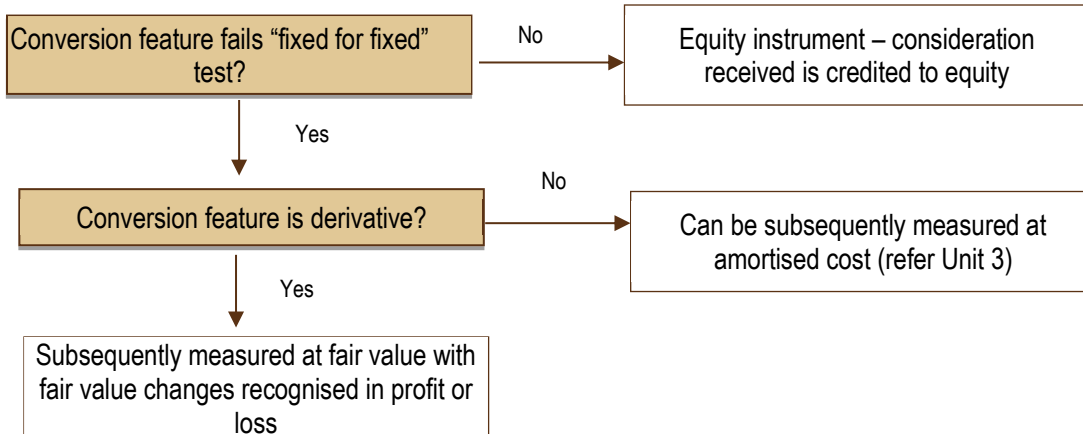 Conversion feature fails “fixed for fixed”
test?
No
Equity instrument – consideration
received is credited to equity
Yes
Conversion feature is derivative?
No
Can be subsequently measured at
amortised cost (refer Unit 3)
Yes
Subsequently measured at fair value with
fair value changes recognised in profit or
loss